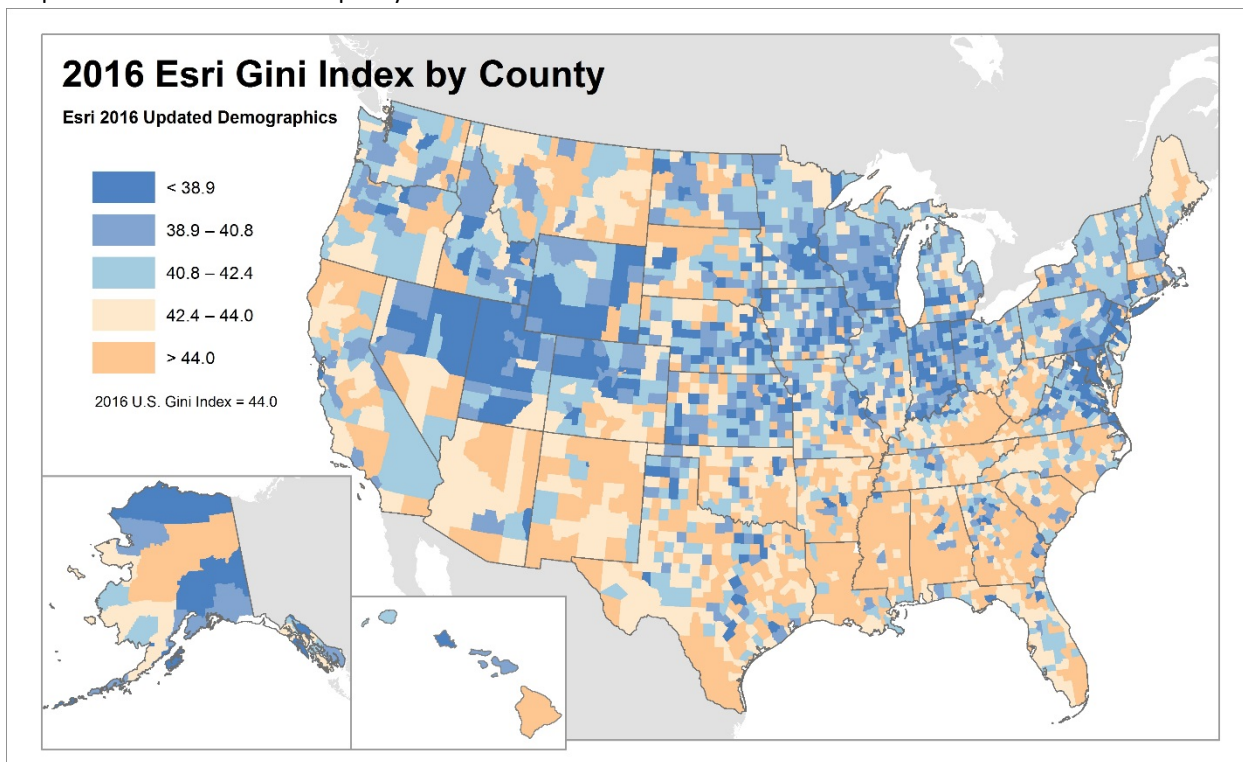 2016 Esri Gini Index by County
Esri 2016 Updated Demographics
< 38.9
38.9 – 40.8
40.8 – 42.4
42.4 – 44.0
> 44.0
2016 U.S. Gini Index = 44.0